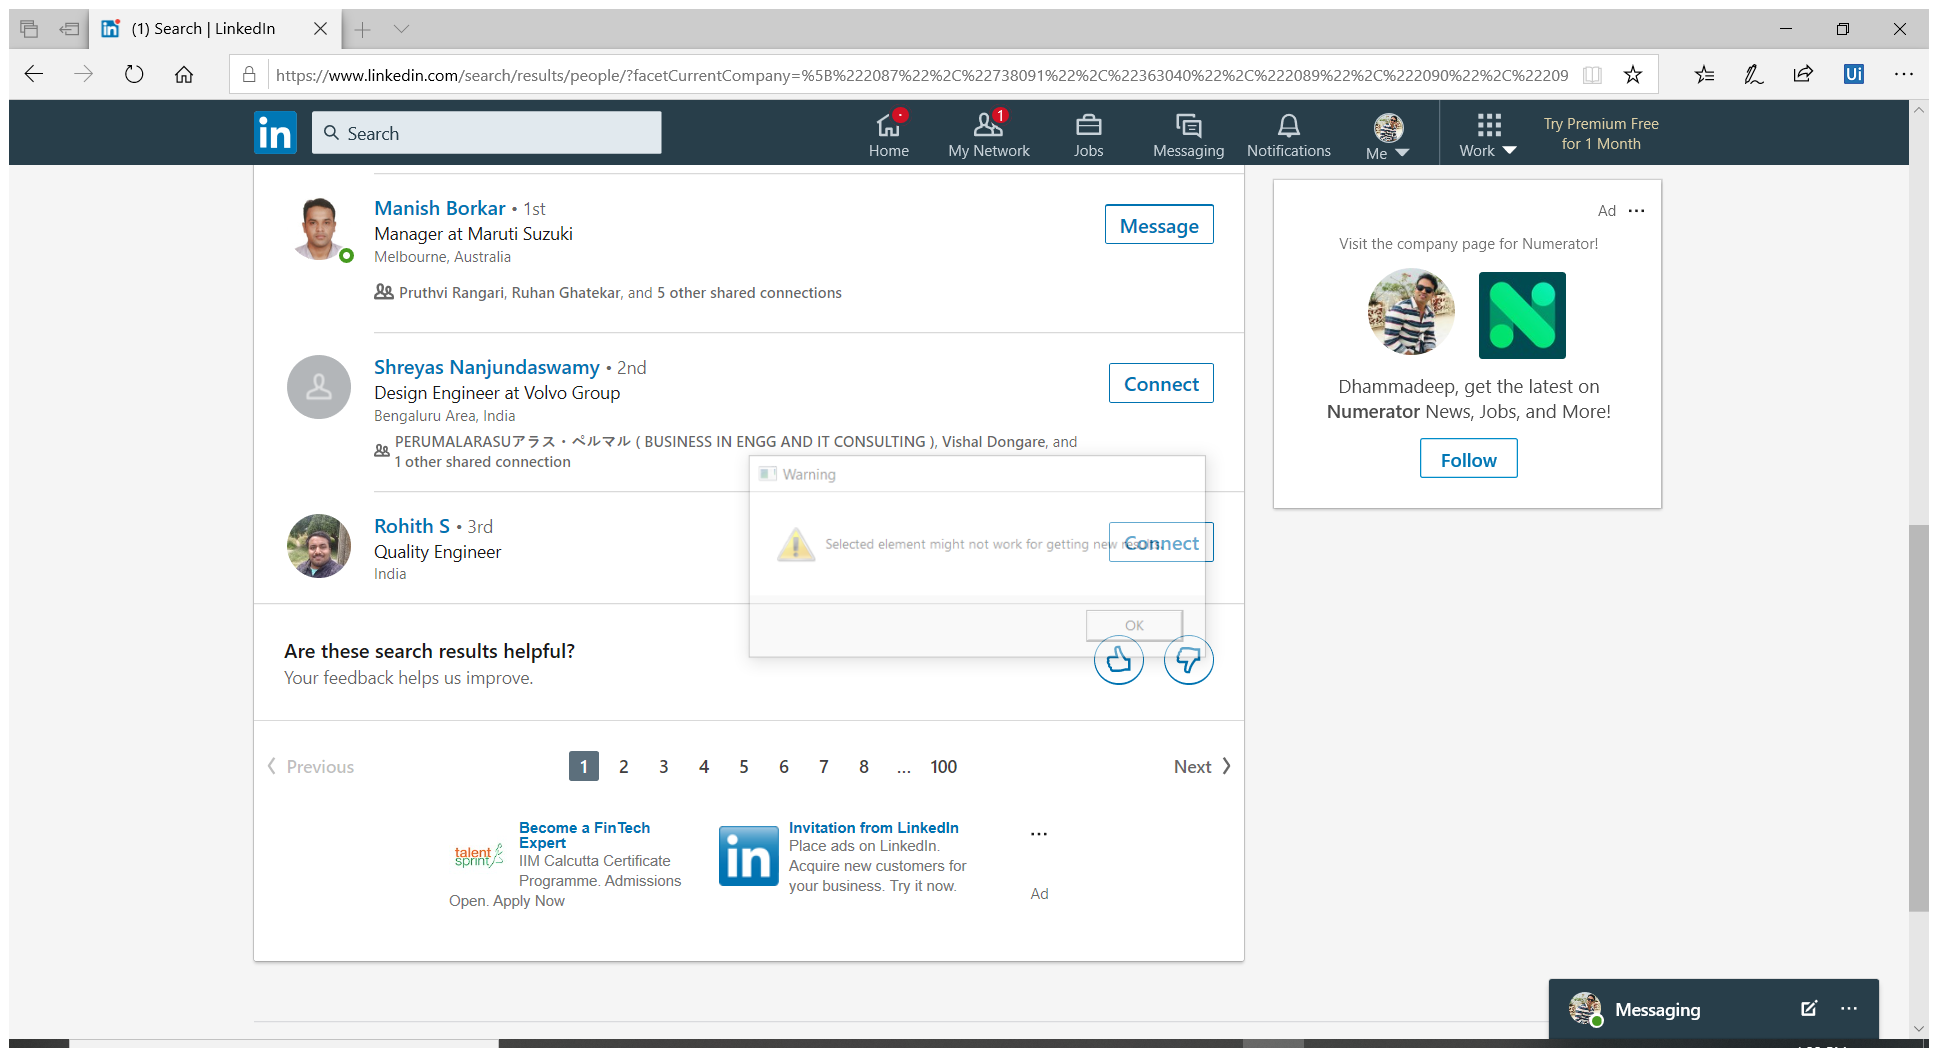 (1) Search | LinkedIn
https://www.linkedin.com/search/results/people/?facetCurrentCompany=%5B%222087%22%2C%22738091%22%2C%22363040%22%2C%222089%22%2C%222090%22%2C%22209
Ui
in
Search
Home
1
My Network
Jobs
Messaging
Notifications
Me
Work
Try Premium Free
for 1 Month
Manish Borkar • 1st
Manager at Maruti Suzuki
Melbourne, Australia
Pruthvi Rangari, Ruhan Ghatekar, and 5 other shared connections
Message
Shreyas Nanjundaswamy • 2nd
Design Engineer at Volvo Group
Bengaluru Area, India
PERUMALARASUアラス・ペルマル ( BUSINESS IN ENGG AND IT CONSULTING ), Vishal Dongare, and
1 other shared connection
Connect
Rohith S • 3rd
Quality Engineer
India
Connect
Warning
Selected element might not work for getting new results.
OK
Are these search results helpful?
Your feedback helps us improve.
Previous
1 2 3 4 5 6 7 8 ... 100
Next
talent
sprint
Become a FinTech
Expert
IIM Calcutta Certificate
Programme. Admissions
Open. Apply Now
in
Invitation from LinkedIn
Place ads on LinkedIn.
Acquire new customers for
your business. Try it now.
...
Ad
Ad ...
Visit the company page for Numerator!
Dhammadeep, get the latest on
Numerator News, Jobs, and More!
Follow
Messaging